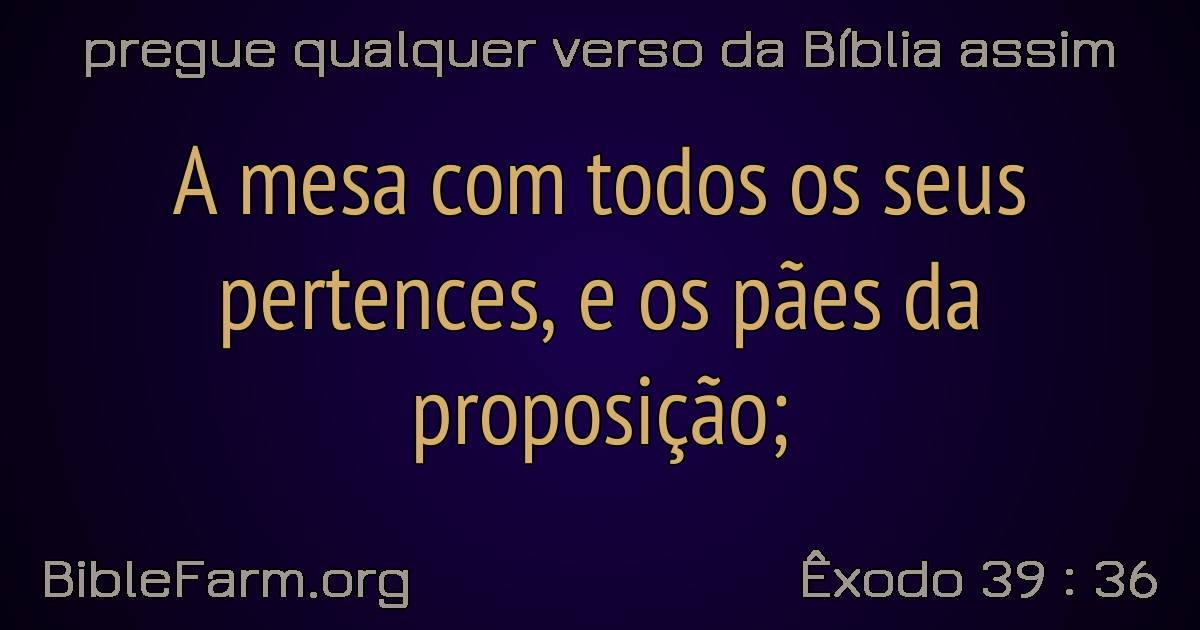 pregue qualquer verso da Bíblia assim
A mesa com todos os seus
pertences, e os pães da
proposição;
BibleFarm.org
Êxodo 39 : 36